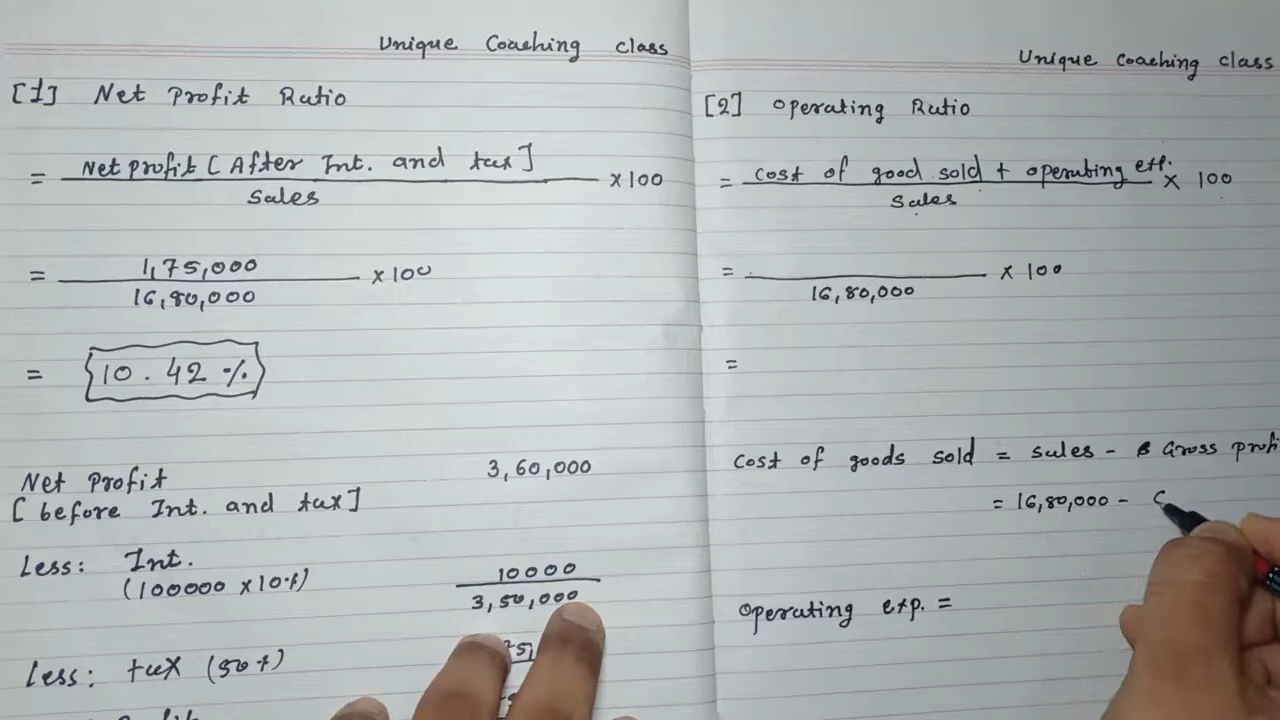 Unique Coaching class
[1] Net Profit Ratio
= Net profit [After Int. and tax] / Sales × 100
= 1,75,000 / 16,80,000 × 100
= 10.42 %
Net Profit 3,60,000
[before Int. and tax]
Less: Int. 10000
(100000 × 10%) 3,50,000
Less: tax (50%)
Unique Coaching class
[2] Operating Ratio
= Cost of good sold + operating exp. / Sales × 100
= / 16,80,000 × 100
=
Cost of goods sold = Sales - Gross profi
= 16,80,000 -
Operating exp. =